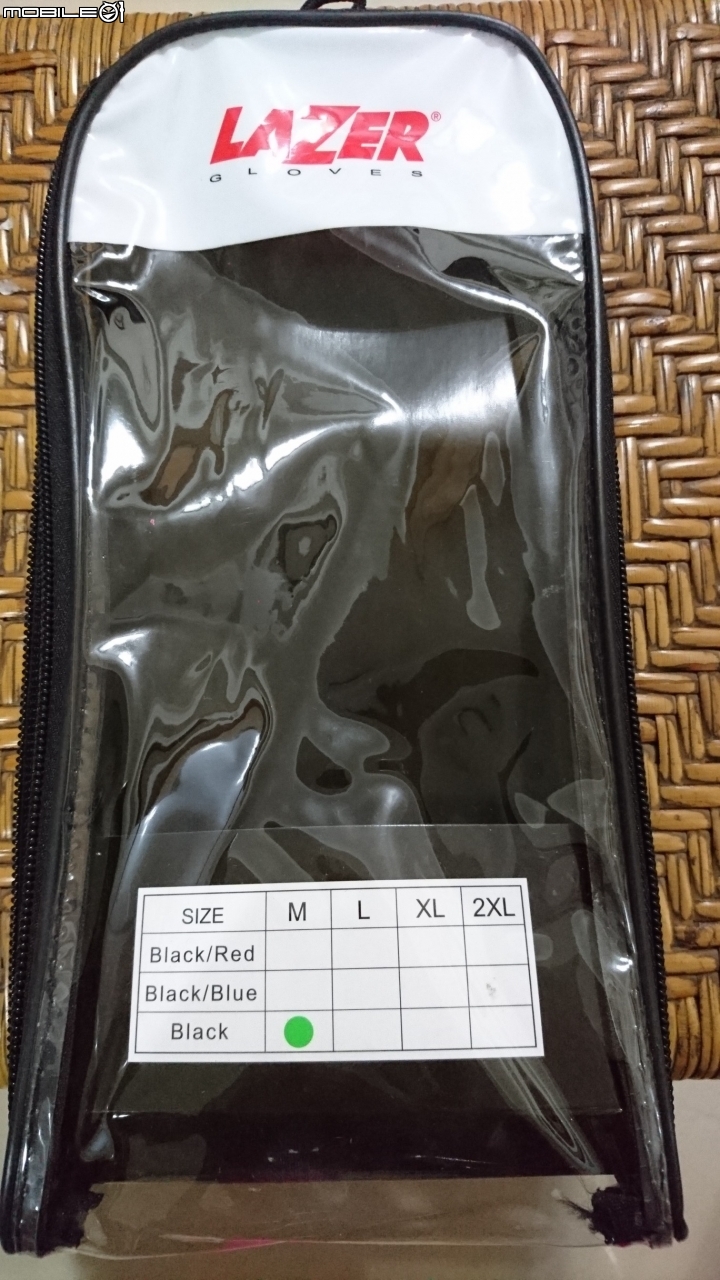 MOBILE01
LAZER®
GLOVES
SIZE M L XL 2XL
Black/Red
Black/Blue
Black